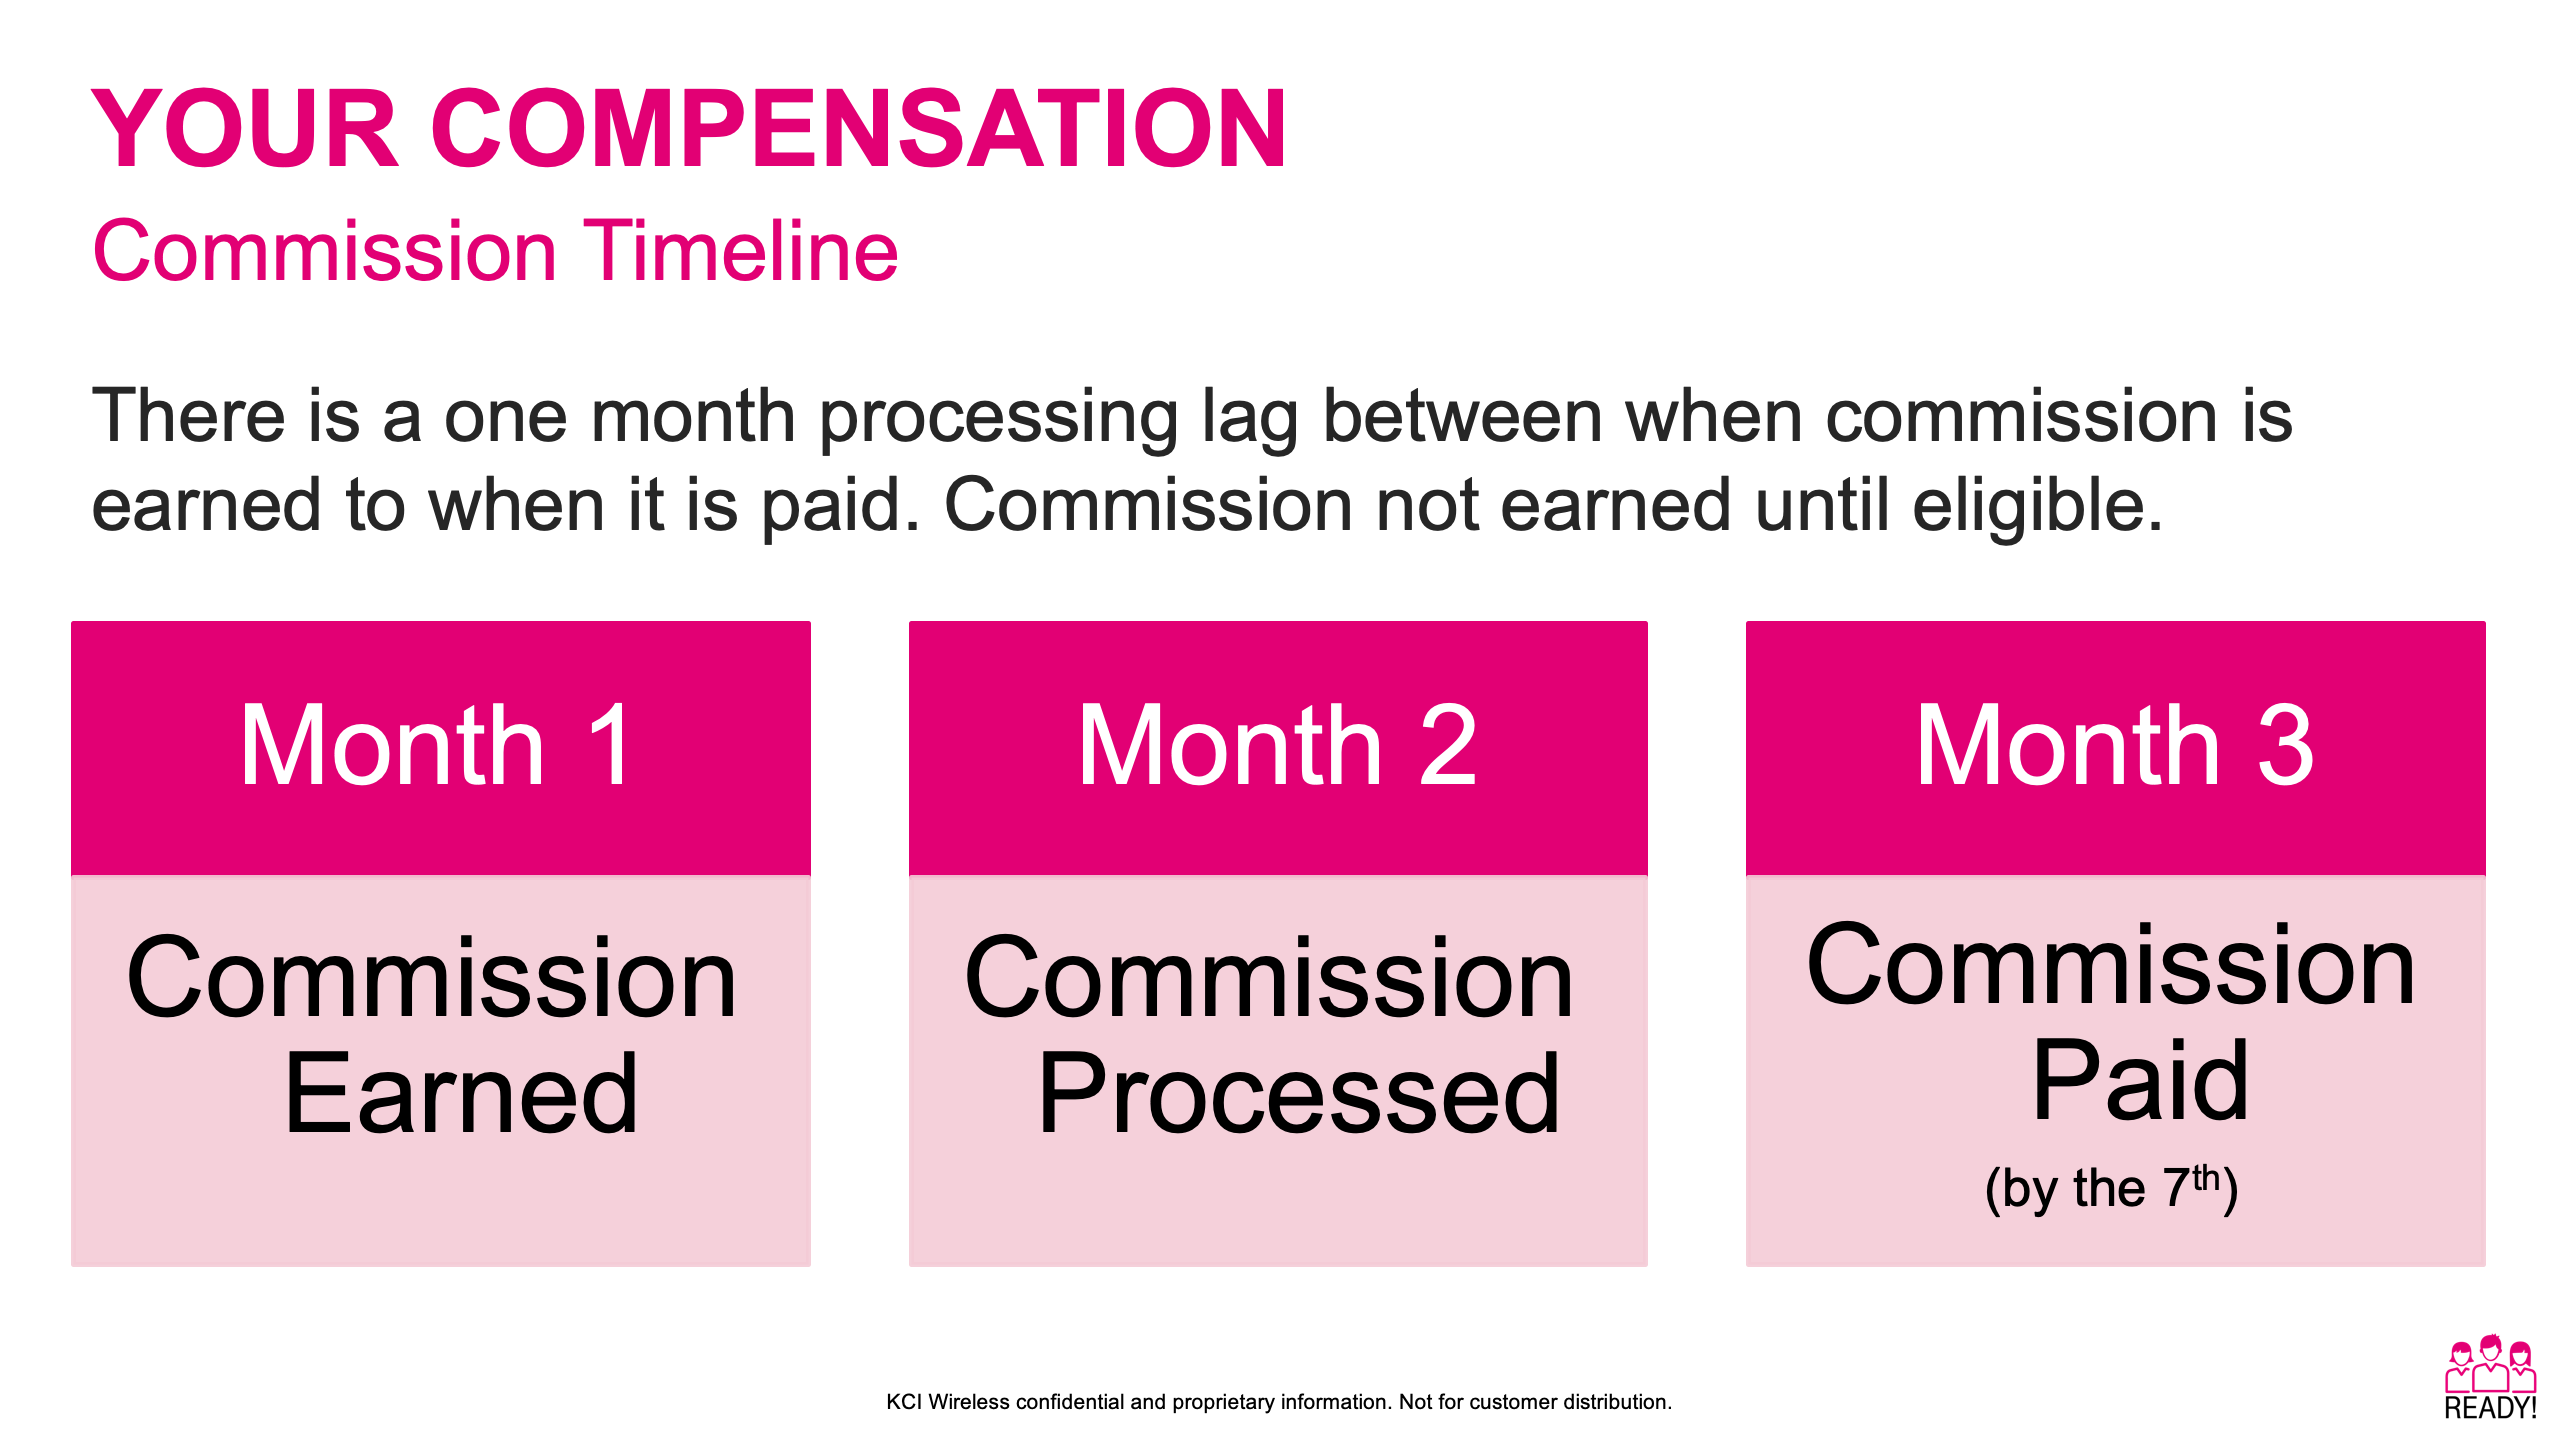 YOUR COMPENSATION
Commission Timeline
There is a one month processing lag between when commission is
earned to when it is paid. Commission not earned until eligible.
Month 1
Commission
Earned
Month 2
Commission
Processed
Month 3
Commission
Paid
(by the 7th)
KCI Wireless confidential and proprietary information. Not for customer distribution.
READY!